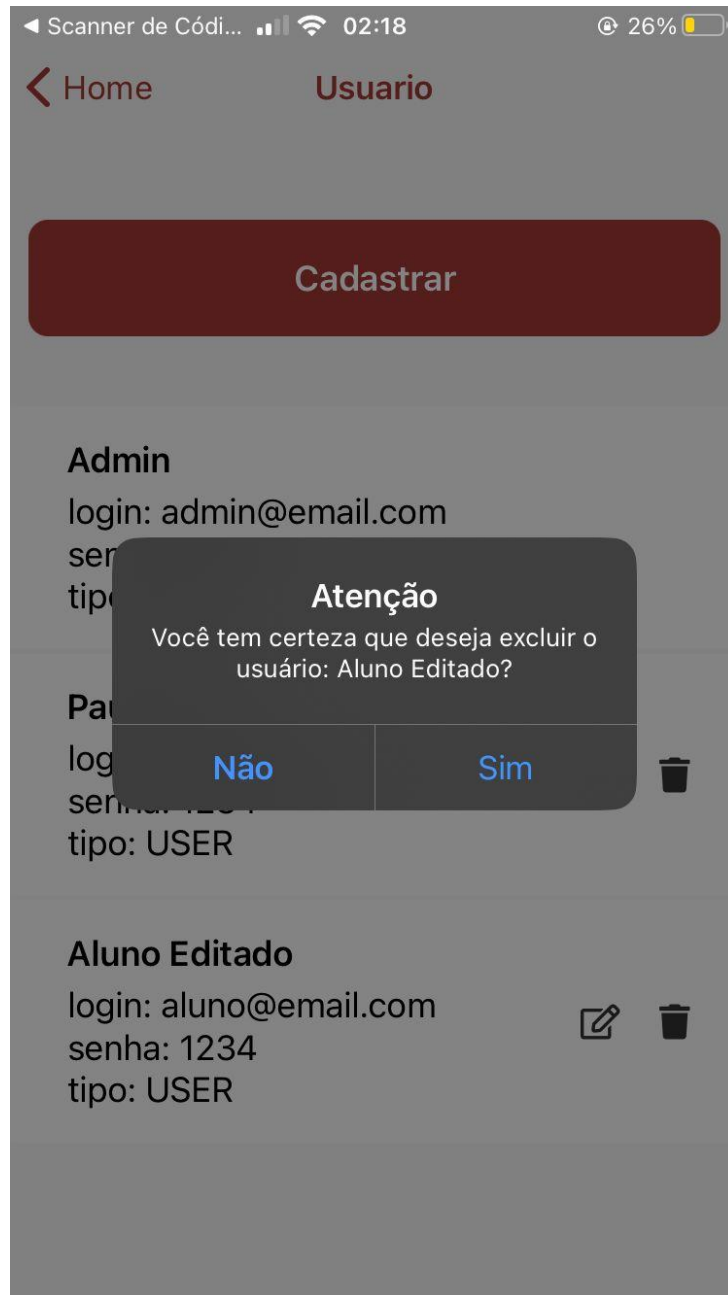 Scanner de Códi... 02:18 26%
Home Usuario
Cadastrar
Admin
login: admin@email.com
Atenção
Você tem certeza que deseja excluir o
usuário: Aluno Editado?
Não Sim
tipo: USER
Aluno Editado
login: aluno@email.com
senha: 1234
tipo: USER